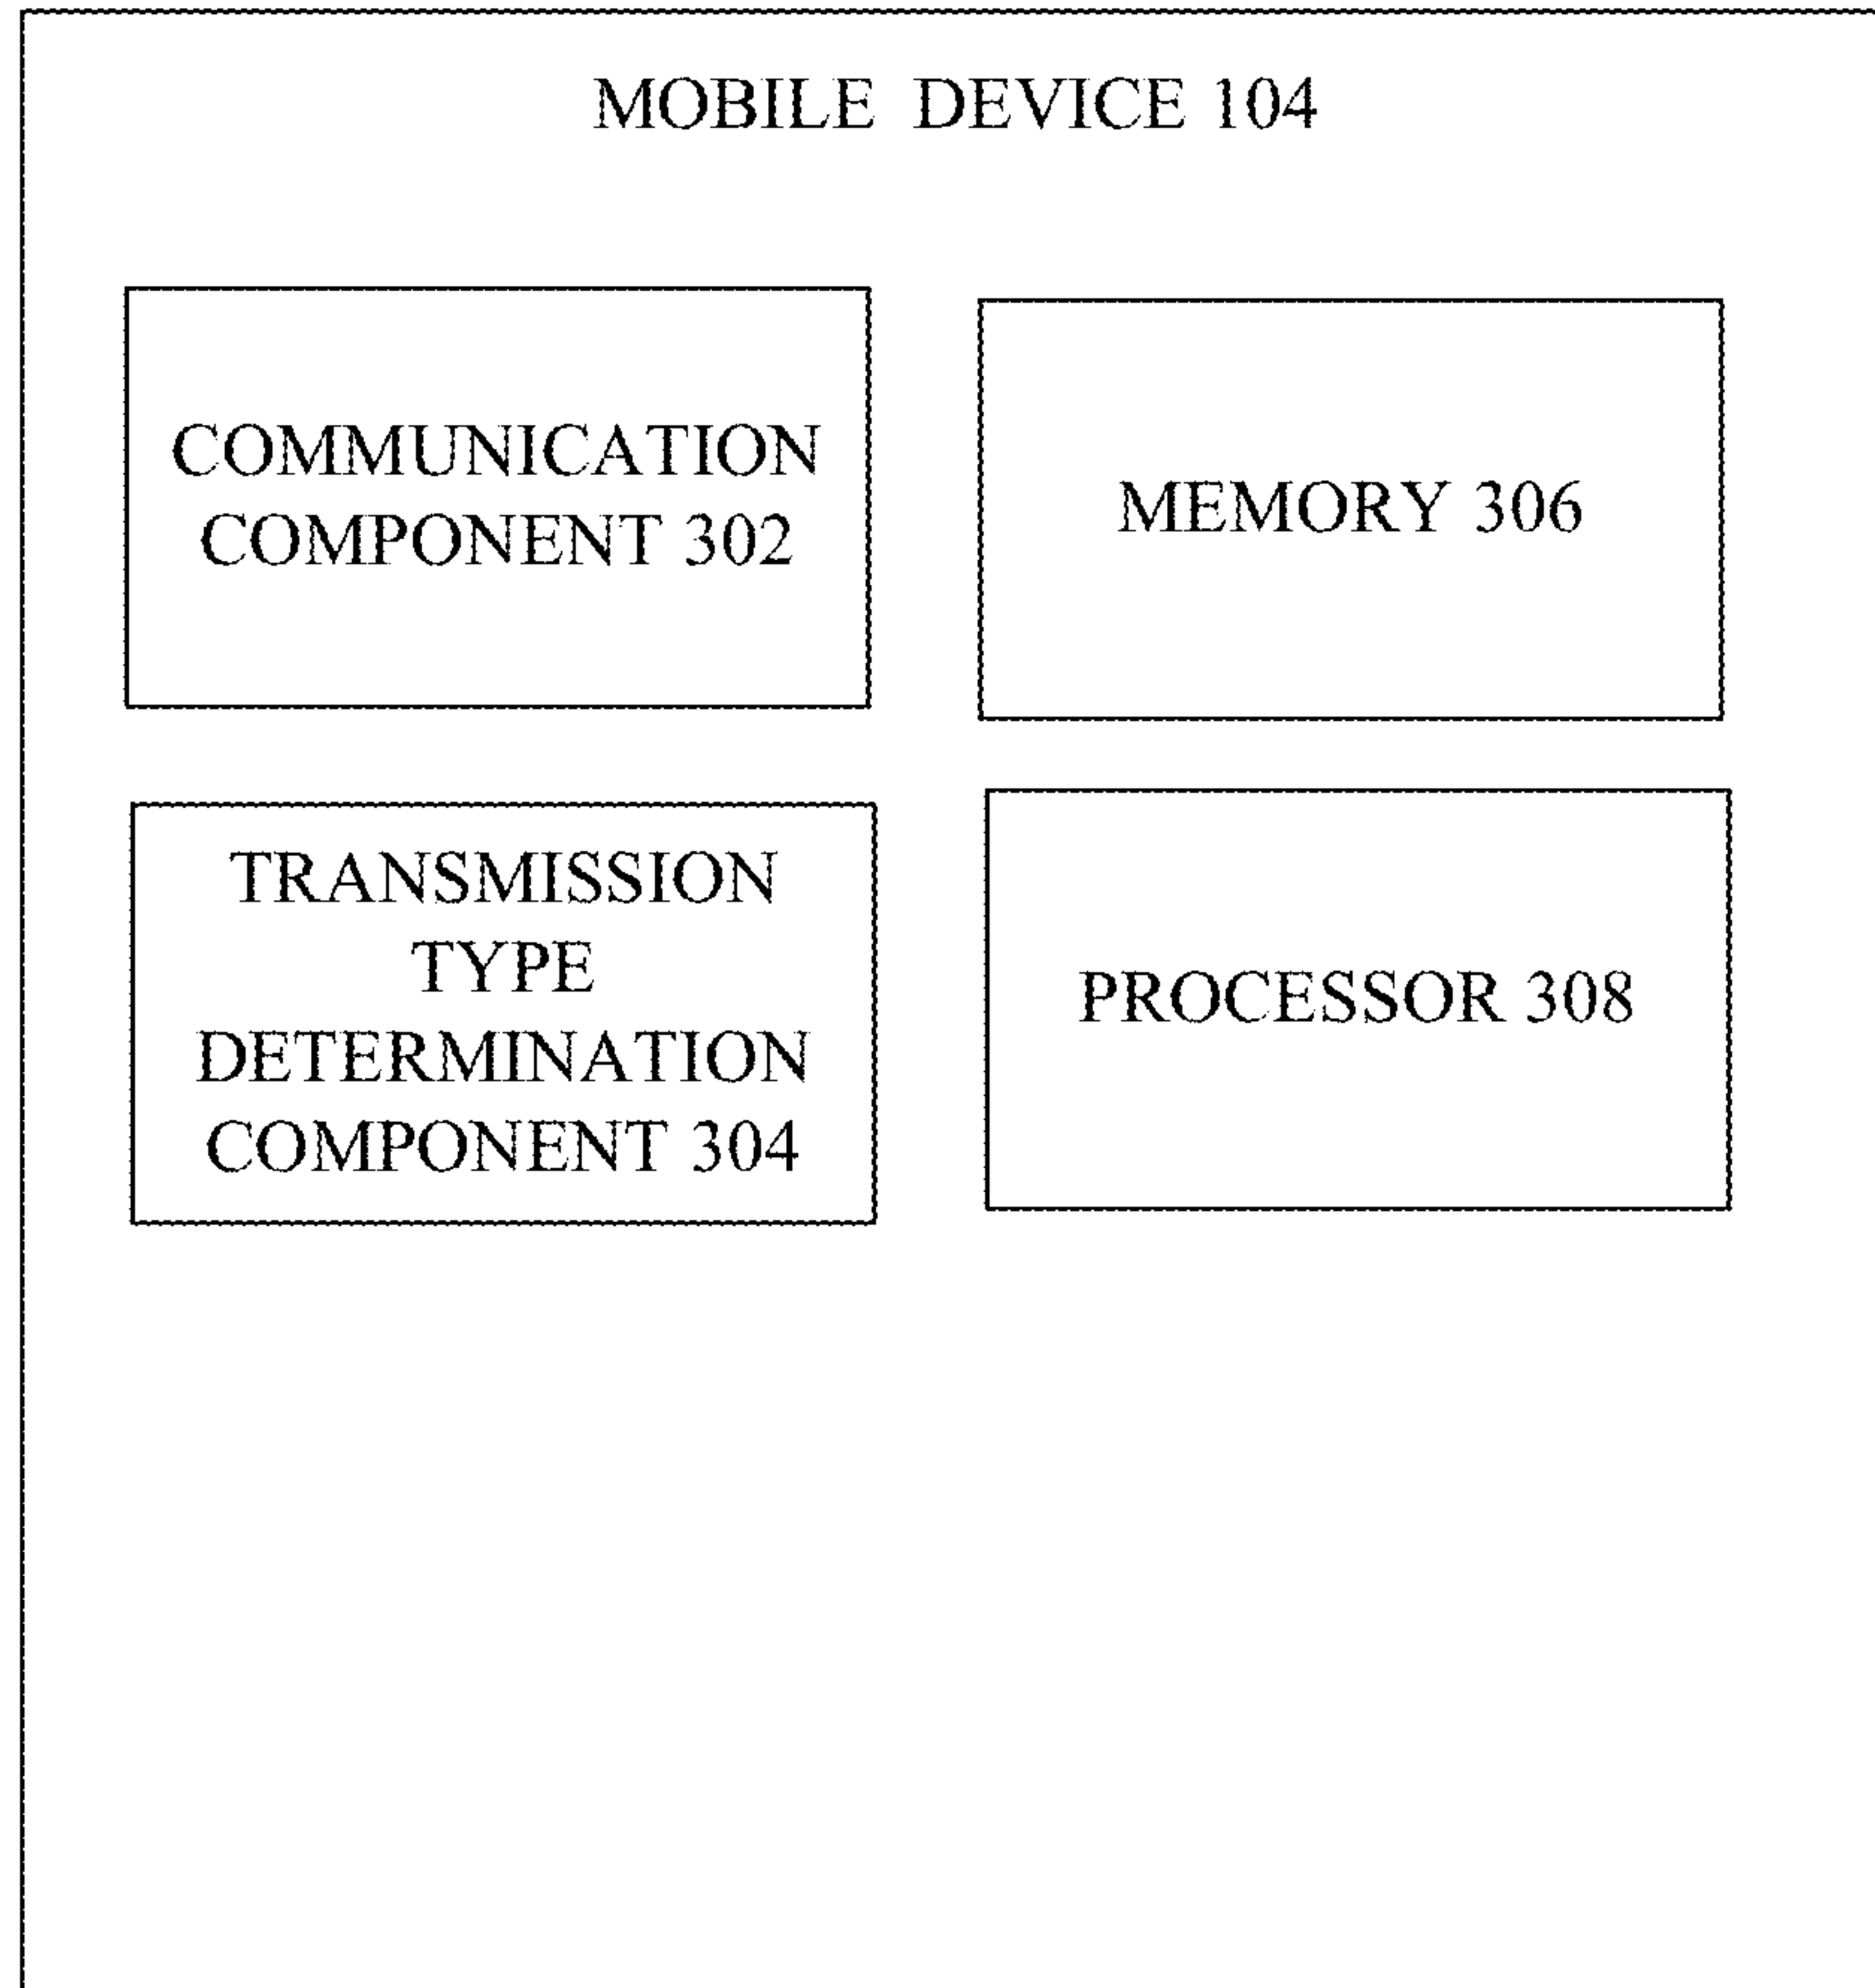 MOBILE DEVICE 104
COMMUNICATION
COMPONENT 302
MEMORY 306
TRANSMISSION
TYPE
DETERMINATION
COMPONENT 304
PROCESSOR 308